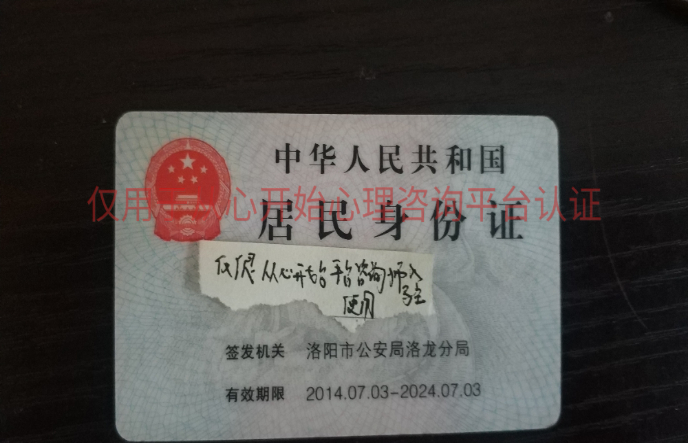 中华人民共和国
仅用于从心开始心理咨询平台认证
居民身份证
仅供从心开始平台咨询师入驻
使用
签发机关 洛阳市公安局洛龙分局
有效期限 2014.07.03-2024.07.03